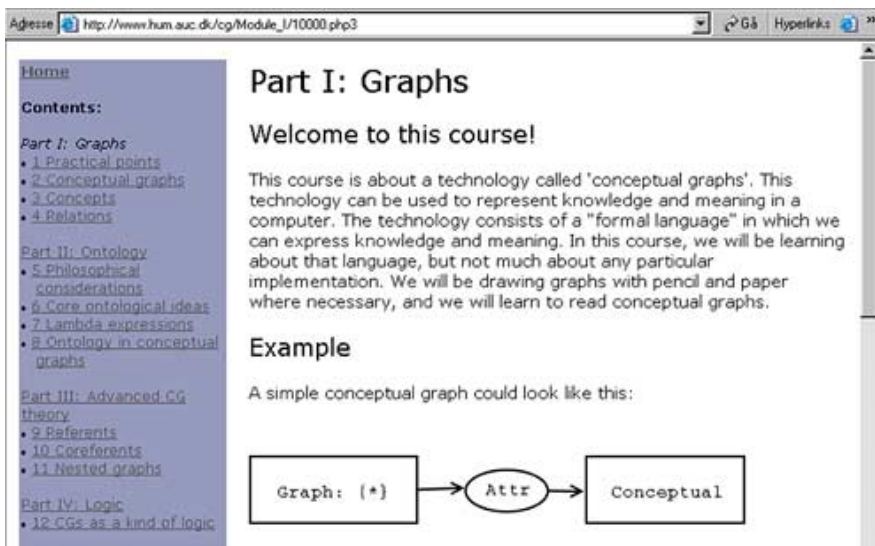 Adresse http://www.hum.auc.dk/cg/Module_I/10000.php3 Gå Hyperlinks »
Home
Contents:
Part I: Graphs
• 1 Practical points
• 2 Conceptual graphs
• 3 Concepts
• 4 Relations
Part II: Ontology
• 5 Philosophical
considerations
• 6 Core ontological ideas
• 7 Lambda expressions
• 8 Ontology in conceptual
graphs
Part III: Advanced CG
theory
• 9 Referents
• 10 Coreferents
• 11 Nested graphs
Part IV: Logic
• 12 CGs as a kind of logic
Part I: Graphs
Welcome to this course!
This course is about a technology called 'conceptual graphs'. This
technology can be used to represent knowledge and meaning in a
computer. The technology consists of a "formal language" in which we
can express knowledge and meaning. In this course, we will be learning
about that language, but not much about any particular
implementation. We will be drawing graphs with pencil and paper
where necessary, and we will learn to read conceptual graphs.
Example
A simple conceptual graph could look like this:
Graph: {*} Attr Conceptual